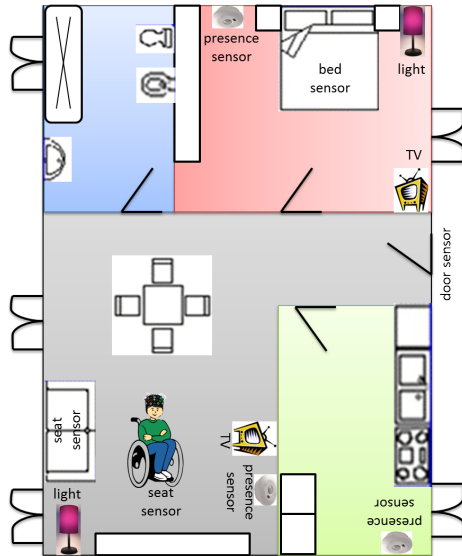 presence
sensor
bed
sensor
light
TV
door sensor
seat
sensor
TV
light
seat
sensor
presence
sensor
presence
sensor